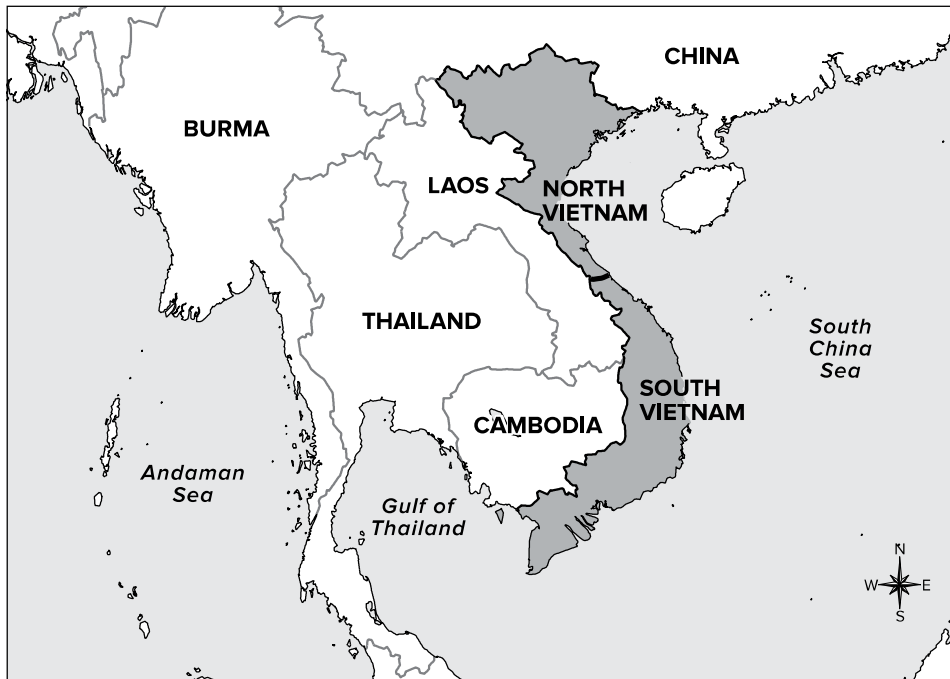 CHINA
BURMA
LAOS
NORTH
VIETNAM
THAILAND
South
China
Sea
SOUTH
VIETNAM
CAMBODIA
Andaman
Sea
Gulf of
Thailand
N
W E
S